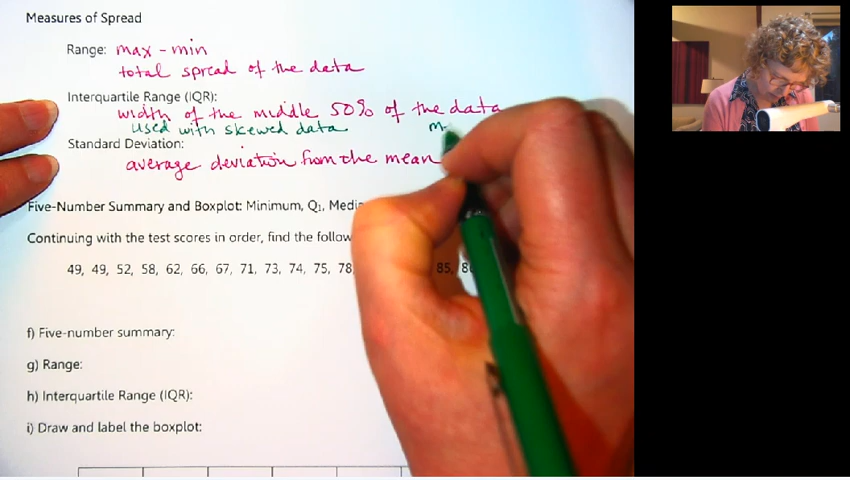 Measures of Spread
Range: max - min
total spread of the data
Interquartile Range (IQR):
width of the middle 50% of the data
used with skewed data
Standard Deviation:
average deviation from the mean
Five-Number Summary and Boxplot: Minimum, Q₁,
Continuing with the test scores in order, find the
49, 49, 52, 58, 62, 66, 67, 71, 73, 74, 75, 78, 85,
f) Five-number summary:
g) Range:
h) Interquartile Range (IQR):
i) Draw and label the boxplot: